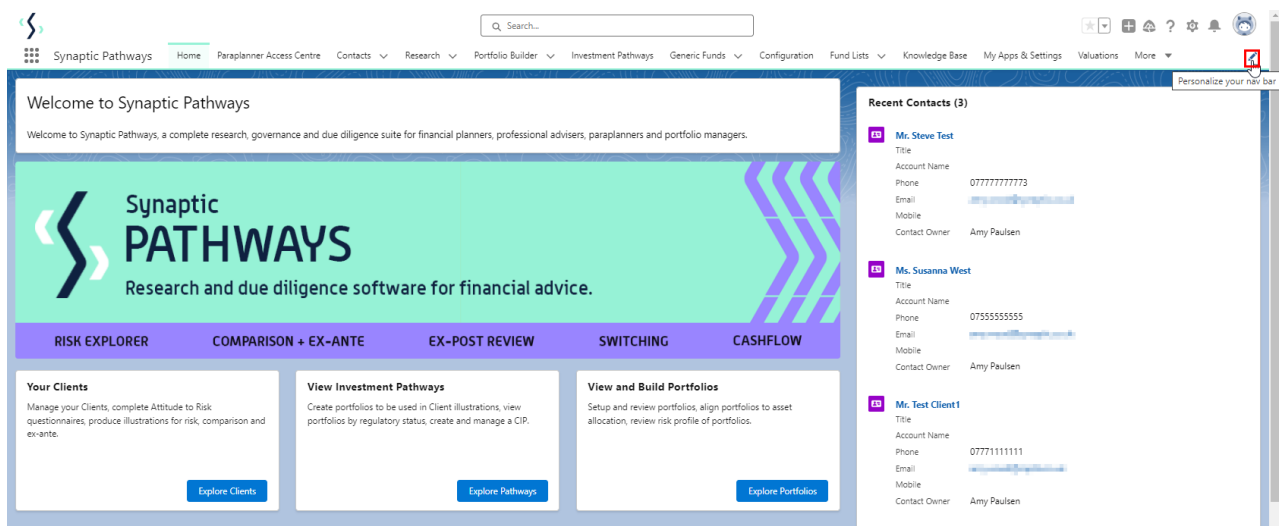 Search...
Synaptic Pathways
Home
Paraplanner Access Centre
Contacts
Research
Portfolio Builder
Investment Pathways
Generic Funds
Configuration
Fund Lists
Knowledge Base
My Apps & Settings
Valuations
More
Personalize your nav bar
Welcome to Synaptic Pathways
Welcome to Synaptic Pathways, a complete research, governance and due diligence suite for financial planners, professional advisers, paraplanners and portfolio managers.
Synaptic
PATHWAYS
Research and due diligence software for financial advice.
RISK EXPLORER
COMPARISON + EX-ANTE
EX-POST REVIEW
SWITCHING
CASHFLOW
Your Clients
Manage your Clients, complete Attitude to Risk
questionnaires, produce illustrations for risk, comparison and
ex-ante.
Explore Clients
View Investment Pathways
Create portfolios to be used in Client illustrations, view
portfolios by regulatory status, create and manage a CIP.
Explore Pathways
View and Build Portfolios
Setup and review portfolios, align portfolios to asset
allocation, review risk profile of portfolios.
Explore Portfolios
Recent Contacts (3)
Mr. Steve Test
Title
Account Name
Phone 077777777773
Email
Mobile
Contact Owner Amy Paulsen
Ms. Susanna West
Title
Account Name
Phone 07555555555
Email
Mobile
Contact Owner Amy Paulsen
Mr. Test Client1
Title
Account Name
Phone 07771111111
Email
Mobile
Contact Owner Amy Paulsen